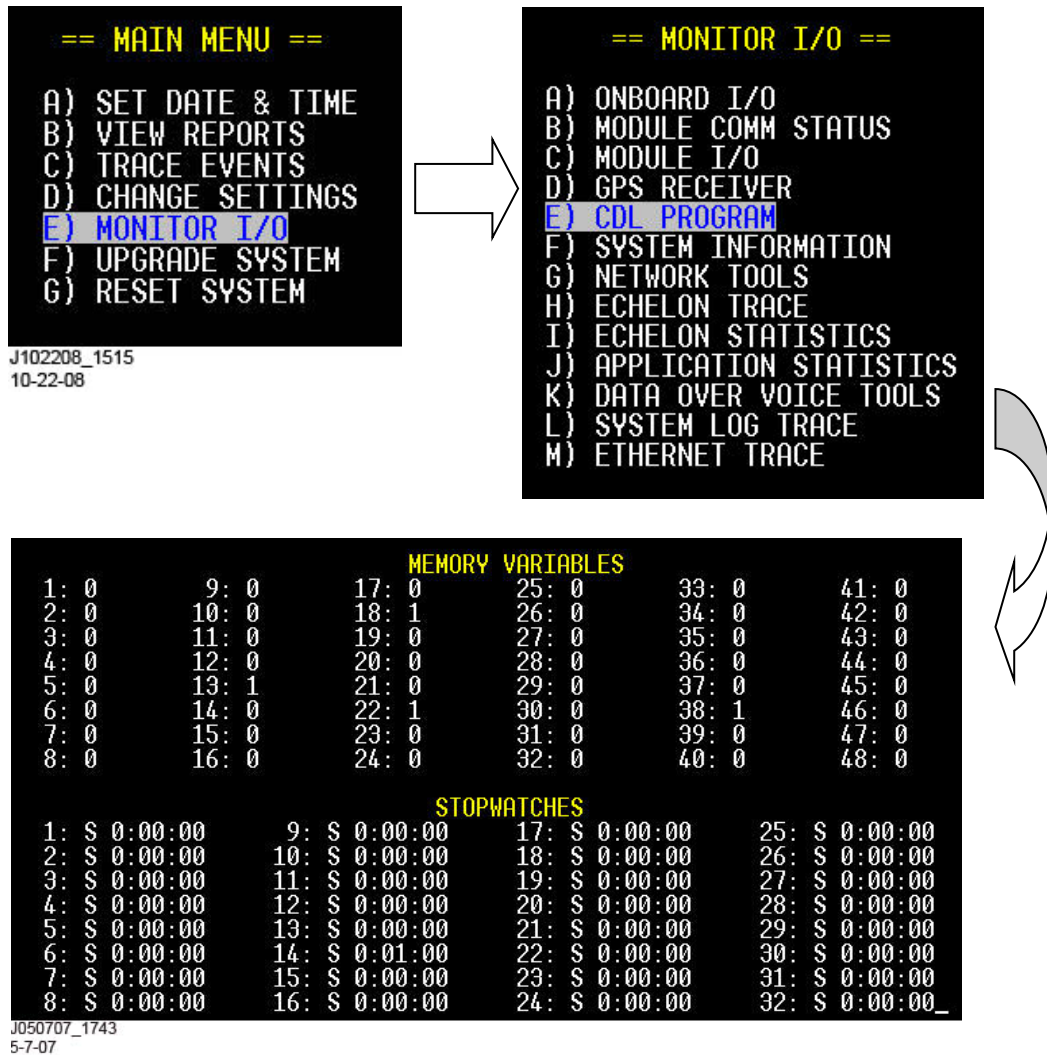 == MAIN MENU ==
A) SET DATE & TIME
B) VIEW REPORTS
C) TRACE EVENTS
D) CHANGE SETTINGS
E) MONITOR I/O
F) UPGRADE SYSTEM
G) RESET SYSTEM
J102208_1515
10-22-08
== MONITOR I/O ==
A) ONBOARD I/O
B) MODULE COMM STATUS
C) MODULE I/O
D) GPS RECEIVER
E) CDL PROGRAM
F) SYSTEM INFORMATION
G) NETWORK TOOLS
H) ECHELON TRACE
I) ECHELON STATISTICS
J) APPLICATION STATISTICS
K) DATA OVER VOICE TOOLS
L) SYSTEM LOG TRACE
M) ETHERNET TRACE
MEMORY VARIABLES
1: 0 9: 0 17: 0 25: 0 33: 0 41: 0
2: 0 10: 0 18: 1 26: 0 34: 0 42: 0
3: 0 11: 0 19: 0 27: 0 35: 0 43: 0
4: 0 12: 0 20: 0 28: 0 36: 0 44: 0
5: 0 13: 1 21: 0 29: 0 37: 0 45: 0
6: 0 14: 0 22: 1 30: 0 38: 1 46: 0
7: 0 15: 0 23: 0 31: 0 39: 0 47: 0
8: 0 16: 0 24: 0 32: 0 40: 0 48: 0
STOPWATCHES
1: S 0:00:00 9: S 0:00:00 17: S 0:00:00 25: S 0:00:00
2: S 0:00:00 10: S 0:00:00 18: S 0:00:00 26: S 0:00:00
3: S 0:00:00 11: S 0:00:00 19: S 0:00:00 27: S 0:00:00
4: S 0:00:00 12: S 0:00:00 20: S 0:00:00 28: S 0:00:00
5: S 0:00:00 13: S 0:00:00 21: S 0:00:00 29: S 0:00:00
6: S 0:00:00 14: S 0:01:00 22: S 0:00:00 30: S 0:00:00
7: S 0:00:00 15: S 0:00:00 23: S 0:00:00 31: S 0:00:00
8: S 0:00:00 16: S 0:00:00 24: S 0:00:00 32: S 0:00:00_
J050707_1743
5-7-07